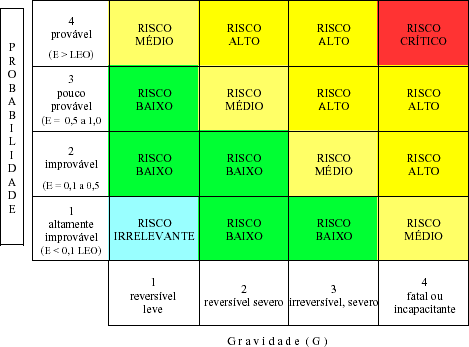 P
R
O
B
A
B
I
L
I
D
A
D
E
4
provável
(E > LEO)
RISCO
MÉDIO
RISCO
ALTO
RISCO
ALTO
RISCO
CRÍTICO
3
pouco
provável
(E = 0,5 a 1,0
RISCO
BAIXO
RISCO
MÉDIO
RISCO
ALTO
RISCO
ALTO
2
improvável
(E = 0,1 a 0,5
RISCO
BAIXO
RISCO
BAIXO
RISCO
MÉDIO
RISCO
ALTO
1
altamente
improvável
(E < 0,1 LEO)
RISCO
IRRELEVANTE
RISCO
BAIXO
RISCO
BAIXO
RISCO
MÉDIO
1
reversível
leve
2
reversível severo
3
irreversível, severo
4
fatal ou
incapacitante
Gravidade (G)